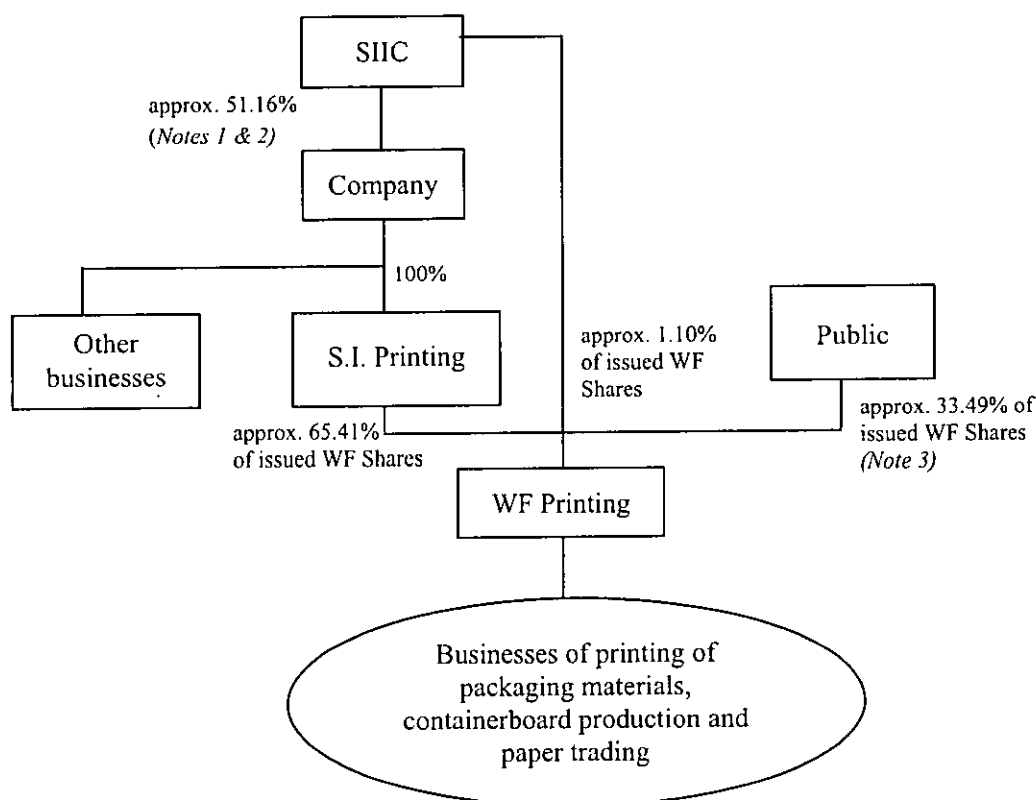 SIIC
approx. 51.16%
(Notes 1 & 2)
Company
100%
Other
businesses
S.I. Printing
approx. 1.10%
of issued WF
Shares
Public
approx. 65.41%
of issued WF Shares
approx. 33.49% of
issued WF Shares
(Note 3)
WF Printing
Businesses of printing of
packaging materials,
containerboard production and
paper trading